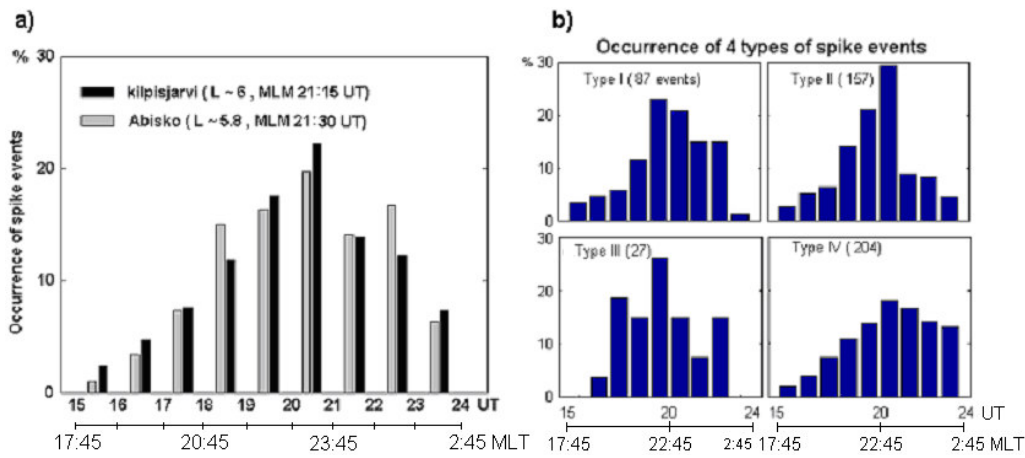 a)
%
30
20
10
0
Occurrence of spike events
kilpisjarvi ( L ~ 6 , MLM 21:15 UT)
Abisko ( L ~5.8 , MLM 21:30 UT)
15 16 17 18 19 20 21 22 23 24 UT
17:45 20:45 23:45 2:45 MLT
b)
Occurrence of 4 types of spike events
% 30
20
10
0
Type I ( 87 events)
Type II ( 157)
30
20
10
0
Type III (27)
Type IV ( 204)
15 20 24 15 20 24 UT
17:45 22:45 2:45 17:45 22:45 2:45 MLT